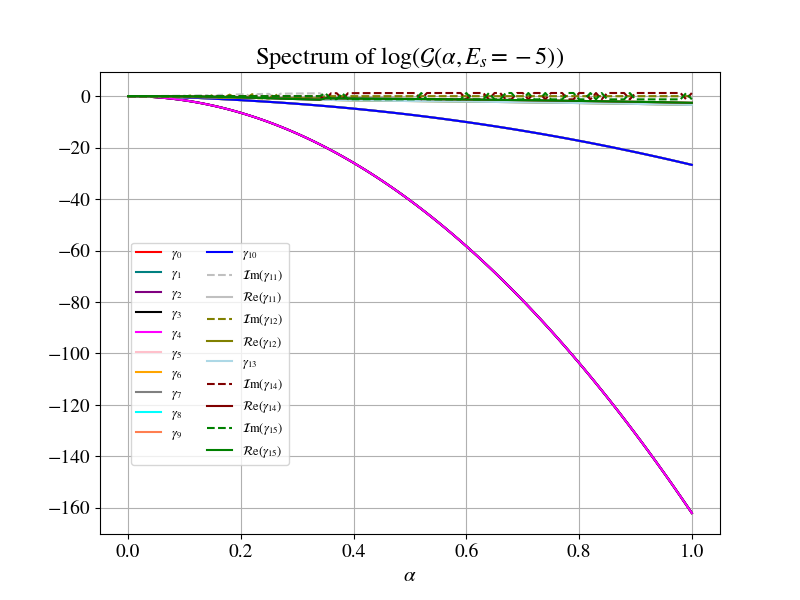 Spectrum of log(𝒢(α, E_s = −5))
0
−20
−40
−60
−80
−100
−120
−140
−160
0.0 0.2 0.4 0.6 0.8 1.0
α
γ₀
γ₁
γ₂
γ₃
γ₄
γ₅
γ₆
γ₇
γ₈
γ₉
γ₁₀
ℐm(γ₁₁)
ℛe(γ₁₁)
ℐm(γ₁₂)
ℛe(γ₁₂)
γ₁₃
ℐm(γ₁₄)
ℛe(γ₁₄)
ℐm(γ₁₅)
ℛe(γ₁₅)